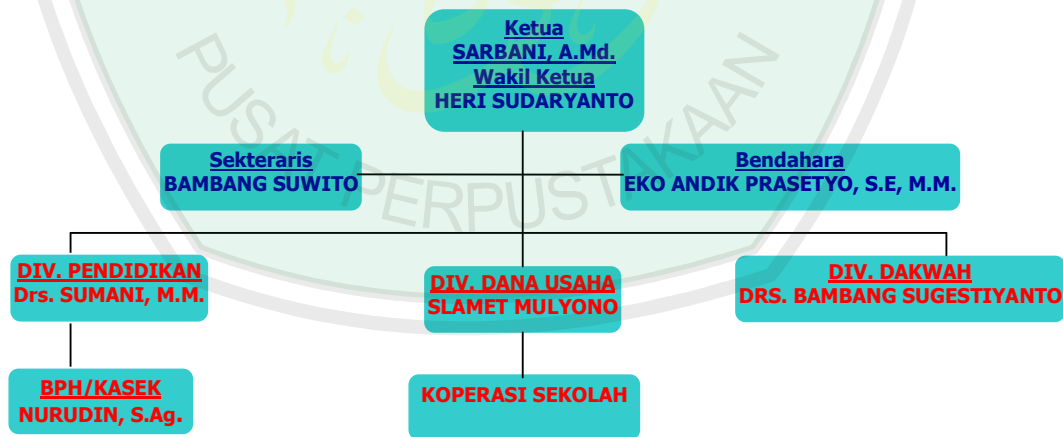 Ketua
SARBANI, A.Md.
Wakil Ketua
HERI SUDARYANTO
Sekteraris
BAMBANG SUWITO
Bendahara
EKO ANDIK PRASETYO, S.E, M.M.
PUSAT PERPUSTAKAAN
DIV. PENDIDIKAN
Drs. SUMANI, M.M.
DIV. DANA USAHA
SLAMET MULYONO
DIV. DAKWAH
DRS. BAMBANG SUGESTIYANTO
BPH/KASEK
NURUDIN, S.Ag.
KOPERASI SEKOLAH